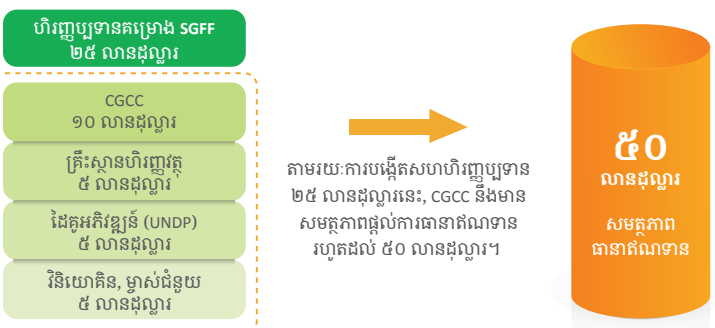 ហិរញ្ញប្បទានគម្រោង SGFF
២៥ លានដុល្លារ
CGCC
១០ លានដុល្លារ
គ្រឹះស្ថានហិរញ្ញវត្ថុ
៥ លានដុល្លារ
ដៃគូអភិវឌ្ឍន៍ (UNDP)
៥ លានដុល្លារ
វិនិយោគិន, ម្ចាស់ជំនួយ
៥ លានដុល្លារ
តាមរយៈការបង្កើតសហហិរញ្ញប្បទាន
២៥ លានដុល្លារនេះ, CGCC នឹងមាន
សមត្ថភាពផ្តល់ការធានាឥណទាន
រហូតដល់ ៥០ លានដុល្លារ។
៥០
លានដុល្លារ
សមត្ថភាព
ធានាឥណទាន